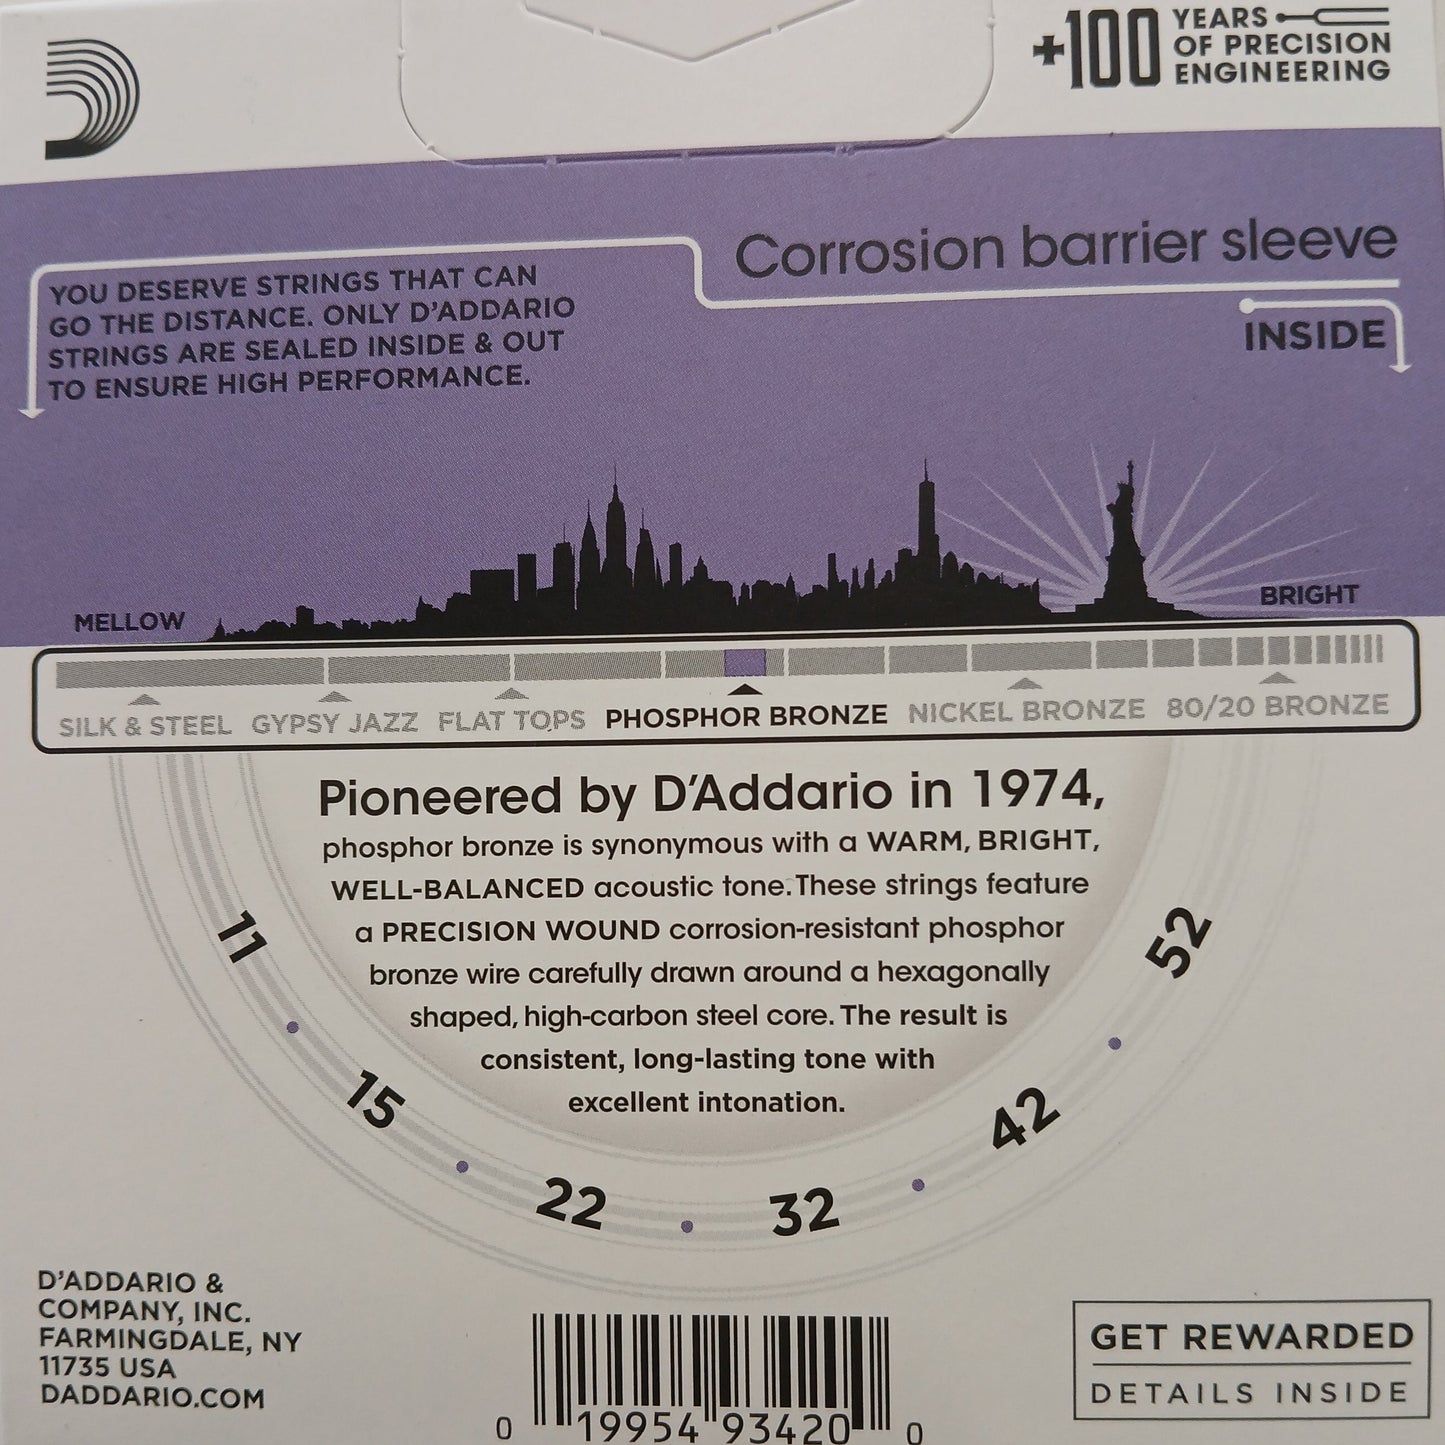 +100 YEARS
OF PRECISION
ENGINEERING
Corrosion barrier sleeve
INSIDE
YOU DESERVE STRINGS THAT CAN
GO THE DISTANCE. ONLY D'ADDARIO
STRINGS ARE SEALED INSIDE & OUT
TO ENSURE HIGH PERFORMANCE.
MELLOW
BRIGHT
SILK & STEEL GYPSY JAZZ FLAT TOPS PHOSPHOR BRONZE NICKEL BRONZE 80/20 BRONZE
Pioneered by D'Addario in 1974,
phosphor bronze is synonymous with a WARM, BRIGHT,
WELL-BALANCED acoustic tone. These strings feature
a PRECISION WOUND corrosion-resistant phosphor
bronze wire carefully drawn around a hexagonally
shaped, high-carbon steel core. The result is
consistent, long-lasting tone with
excellent intonation.
11 • 15 • 22 • 32 • 42 • 52
D'ADDARIO &
COMPANY, INC.
FARMINGDALE, NY
11735 USA
DADDARIO.COM
0 19954 93420 0
GET REWARDED
DETAILS INSIDE